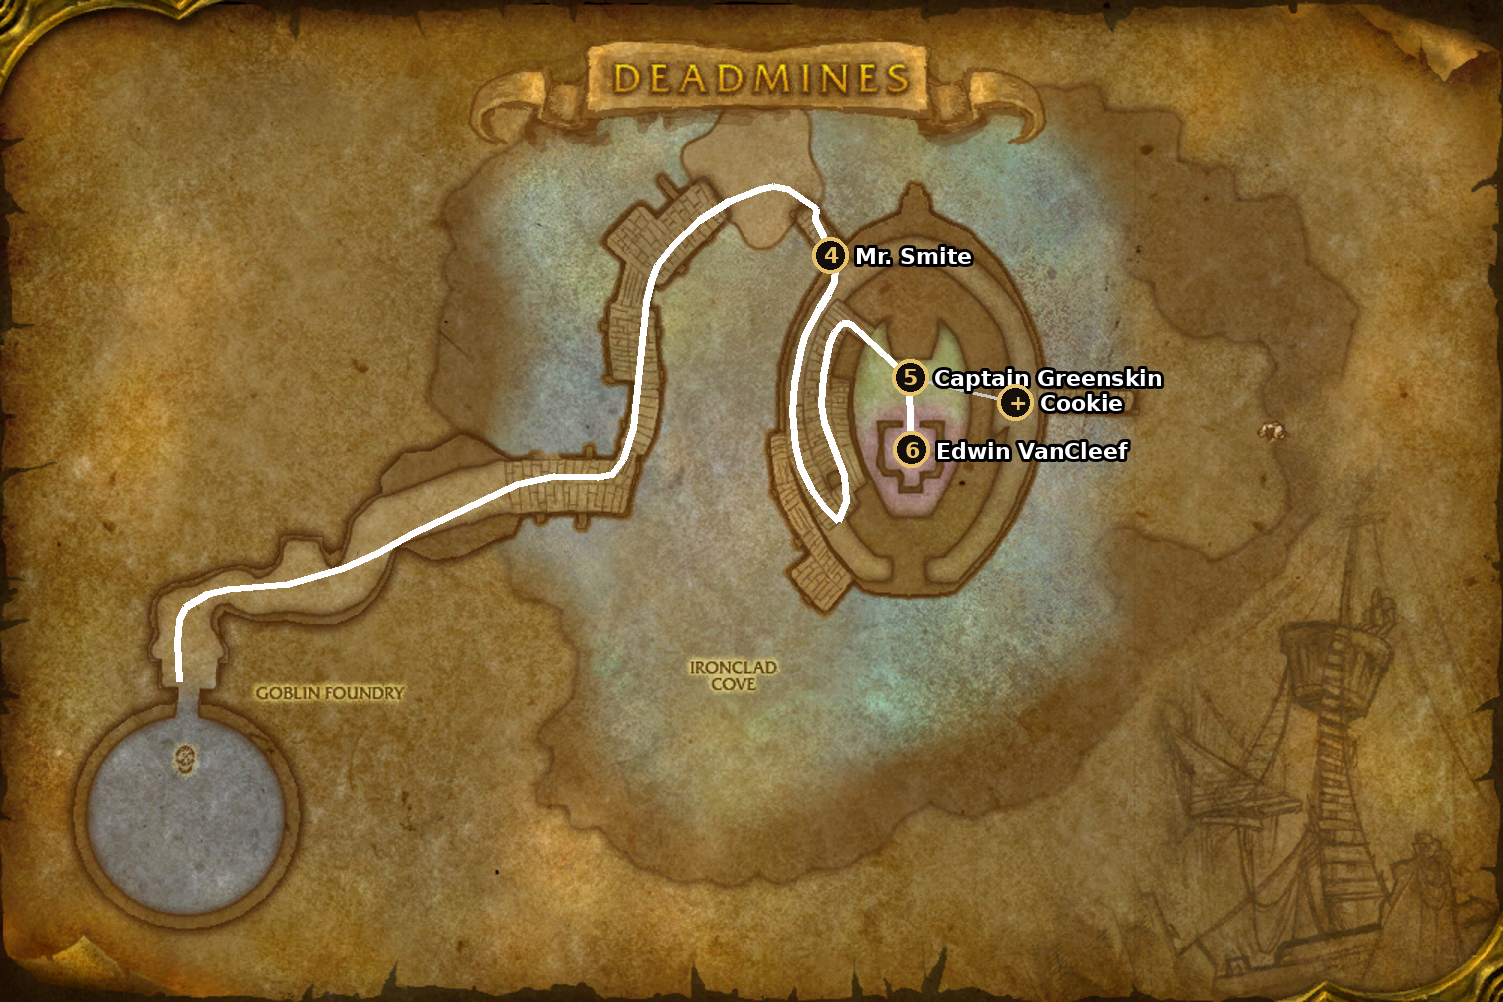 DEADMINES
4 Mr. Smite
5 Captain Greenskin
+ Cookie
6 Edwin VanCleef
IRONCLAD
COVE
GOBLIN FOUNDRY